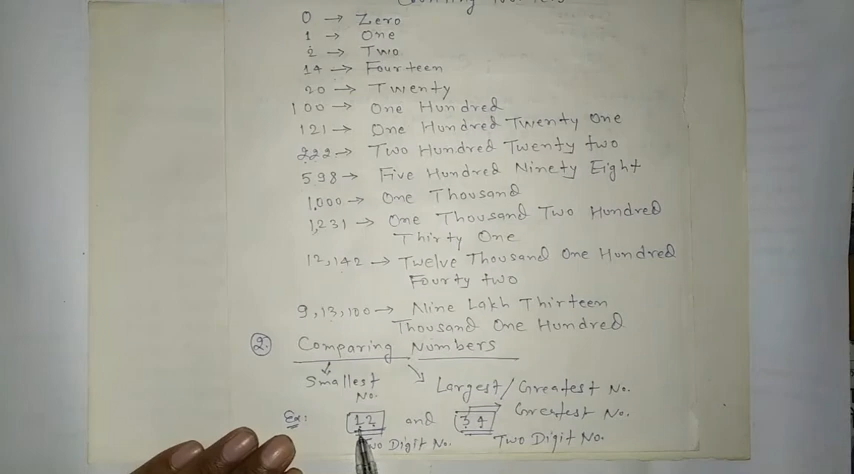 0 → Zero
1 → One
2 → Two
14 → Fourteen
20 → Twenty
100 → One Hundred
121 → One Hundred Twenty One
222 → Two Hundred Twenty two
598 → Five Hundred Ninety Eight
1,000 → One Thousand
1,231 → One Thousand Two Hundred
Thirty One
12,142 → Twelve Thousand One Hundred
Fourty two
9,13,100 → Nine Lakh Thirteen
Thousand One Hundred
2. Comparing Numbers
Smallest No.
Largest/Greatest No.
Ex: 12 and 34 → Greatest No.
Two Digit No. Two Digit No.